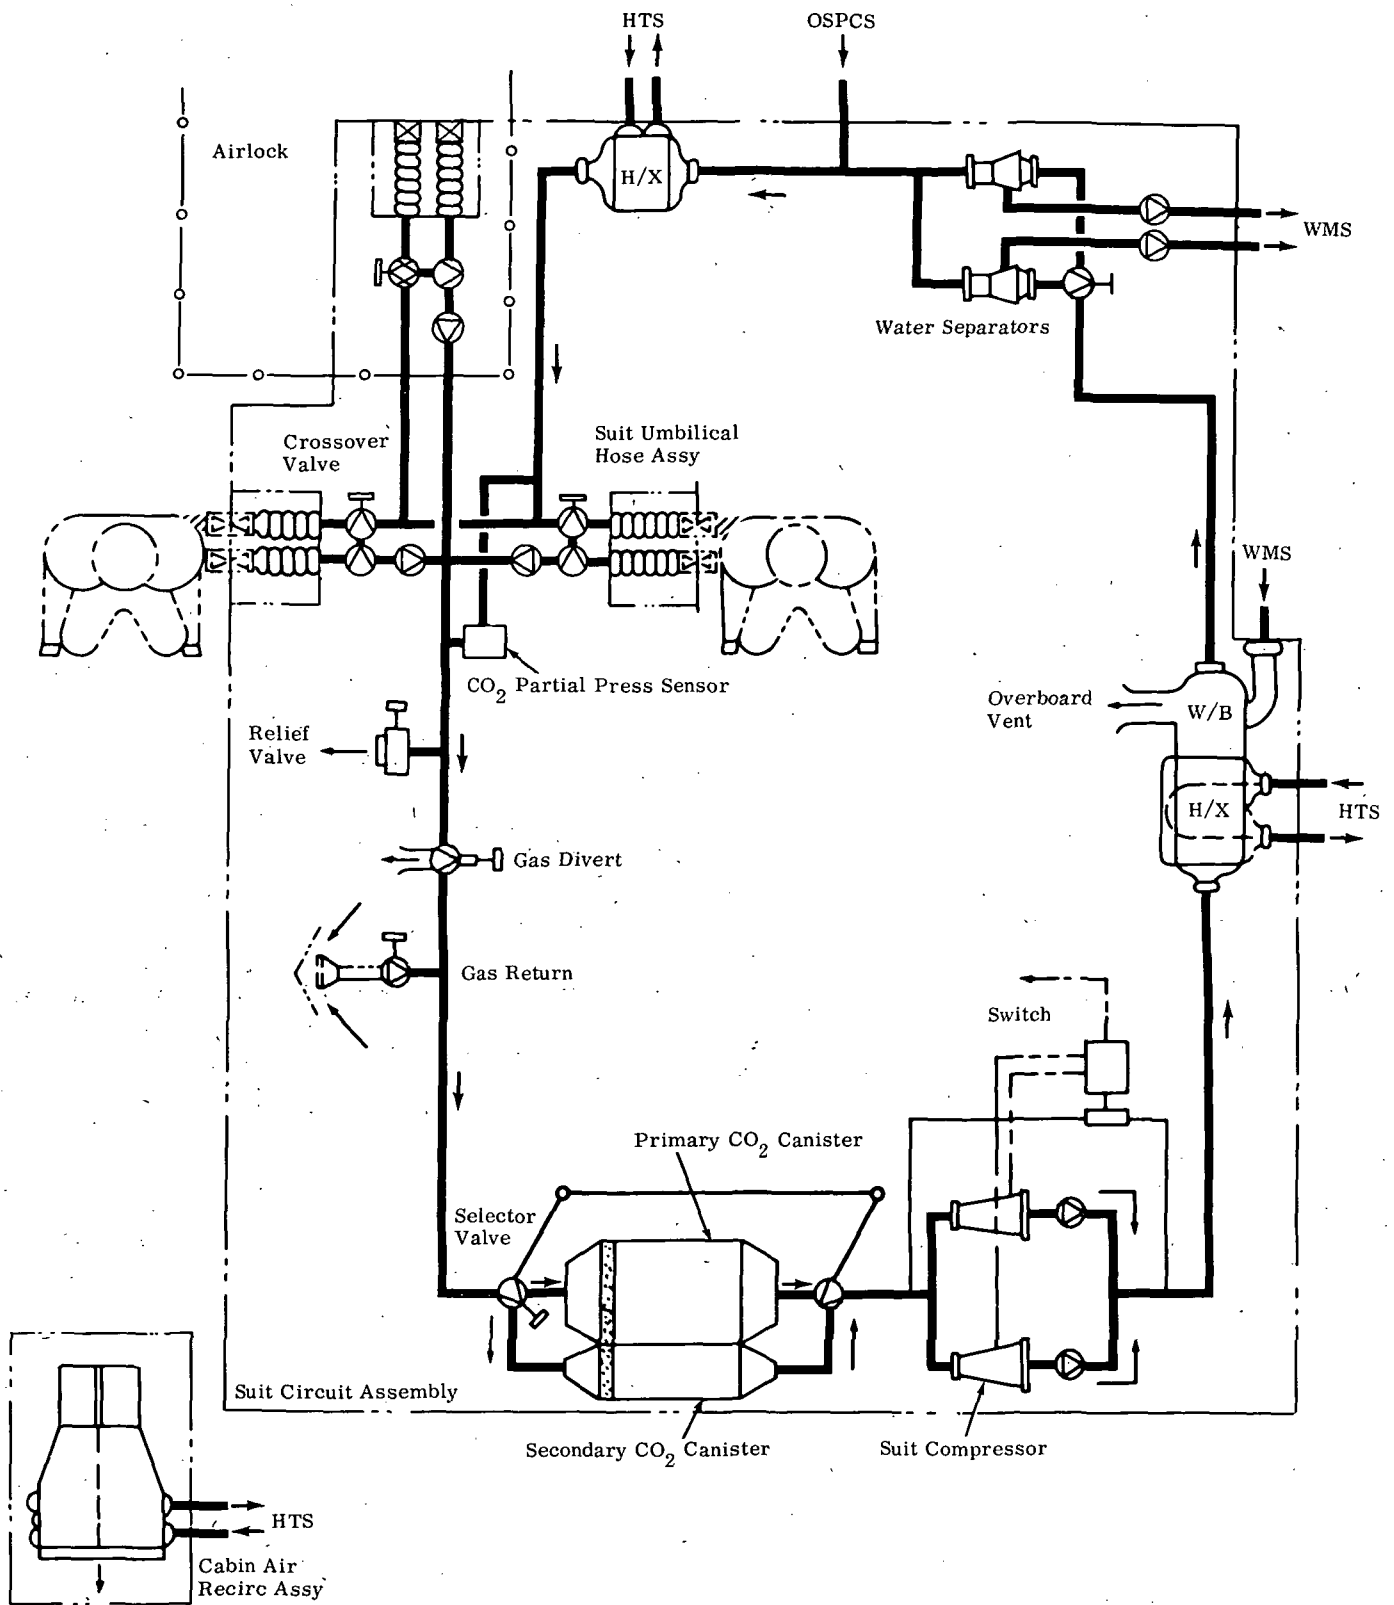 HTS
OSPCS
Airlock
H/X
WMS
Water Separators
Crossover
Valve
Suit Umbilical
Hose Assy
WMS
CO2 Partial Press Sensor
Overboard
Vent
W/B
Relief
Valve
H/X
HTS
Gas Divert
Gas Return
Switch
Primary CO2 Canister
Selector
Valve
Suit Circuit Assembly
Secondary CO2 Canister
Suit Compressor
HTS
Cabin Air
Recirc Assy